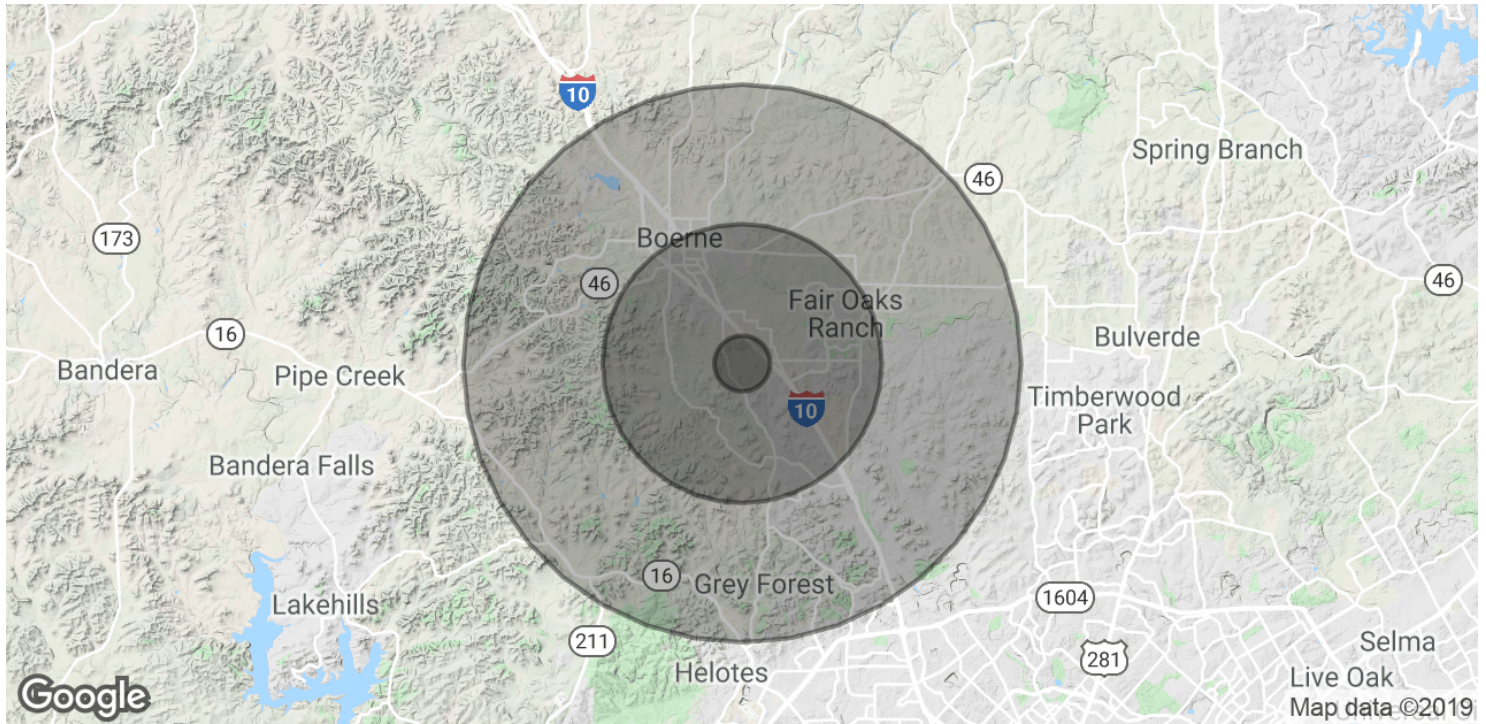 10
Spring Branch
46
173
Boerne
46
46
Fair Oaks
Ranch
16
Bulverde
Bandera
Pipe Creek
Timberwood
Park
10
Bandera Falls
16
Grey Forest
1604
Lakehills
211
Selma
281
Helotes
Live Oak
Google
Map data ©2019